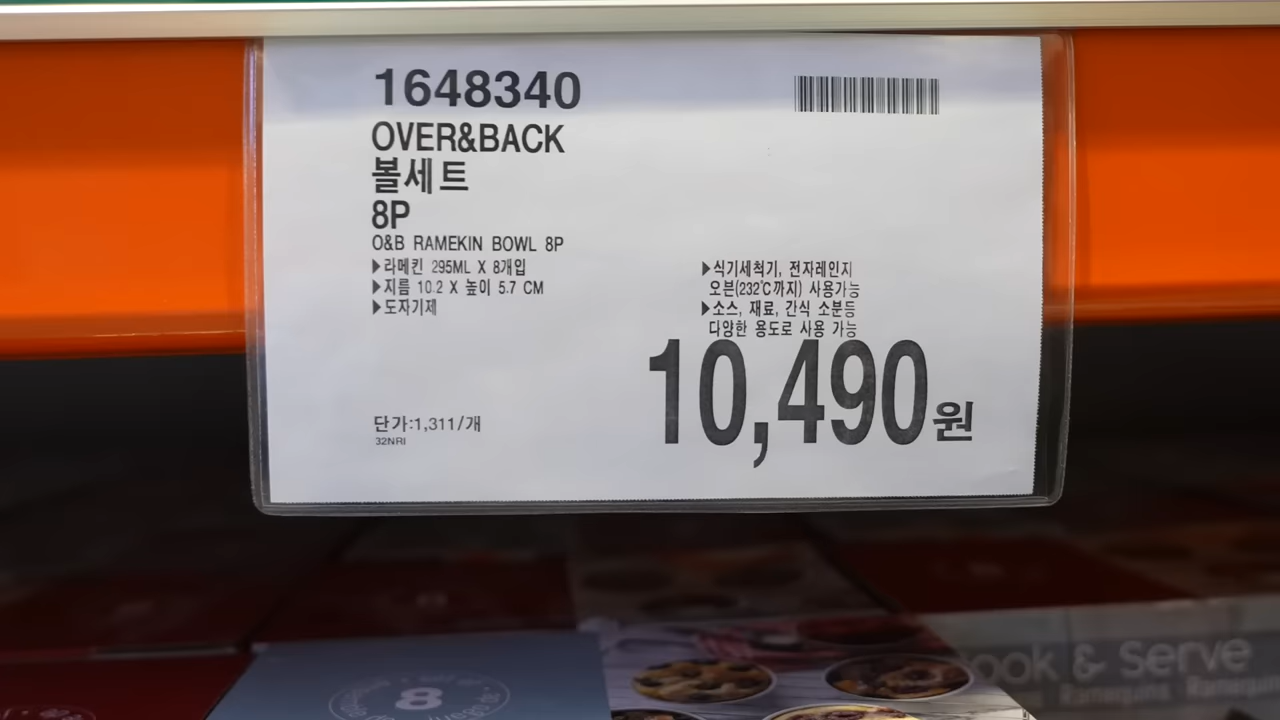 1648340
OVER&BACK
볼세트
8P
O&B RAMEKIN BOWL 8P
▶라메킨 295ML X 8개입
▶지름 10.2 X 높이 5.7 CM
▶도자기제
▶식기세척기, 전자레인지
오븐(232℃까지) 사용가능
▶소스, 재료, 간식 소분등
다양한 용도로 사용 가능
10,490원
단가:1,311/개
32NRI
8
ook & serve